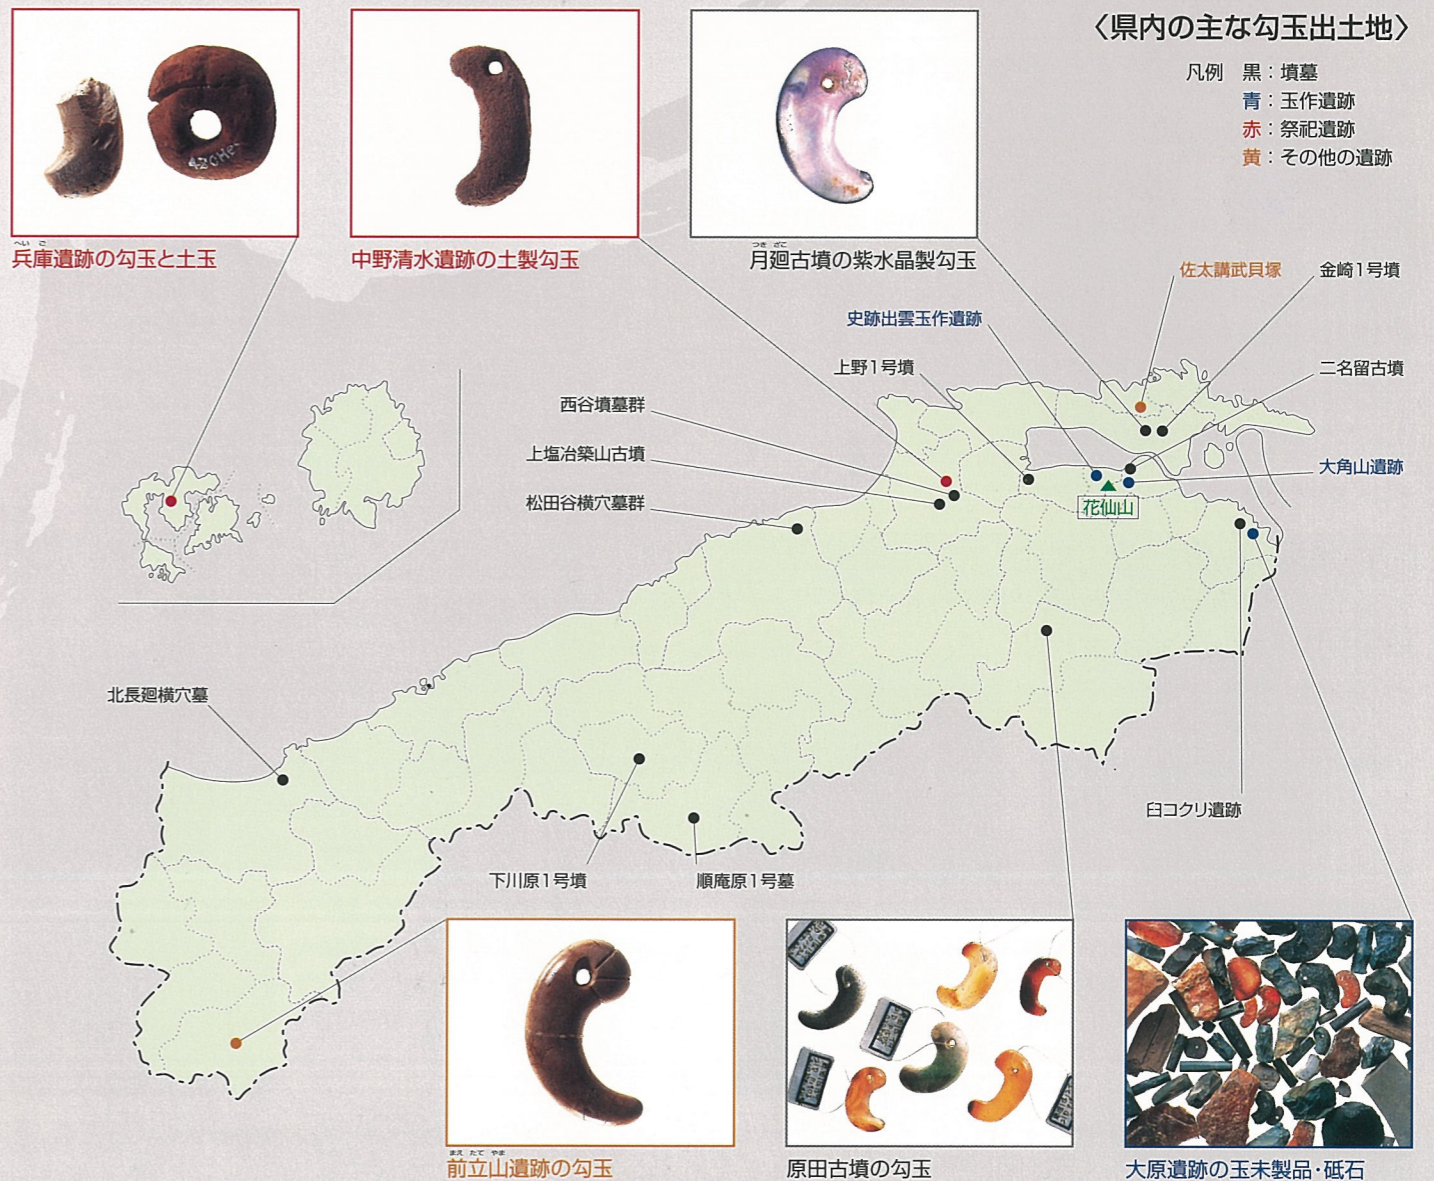 〈県内の主な勾玉出土地〉
凡例 黒：墳墓
青：玉作遺跡
赤：祭祀遺跡
黄：その他の遺跡
へい ご
兵庫遺跡の勾玉と土玉
中野清水遺跡の土製勾玉
つき ざこ
月廻古墳の紫水晶製勾玉
佐太講武貝塚
金崎1号墳
史跡出雲玉作遺跡
上野1号墳
二名留古墳
西谷墳墓群
上塩冶築山古墳
大角山遺跡
松田谷横穴墓群
花仙山
北長廻横穴墓
臼コクリ遺跡
下川原1号墳
順庵原1号墓
まえ たて やま
前立山遺跡の勾玉
原田古墳の勾玉
大原遺跡の玉未製品・砥石